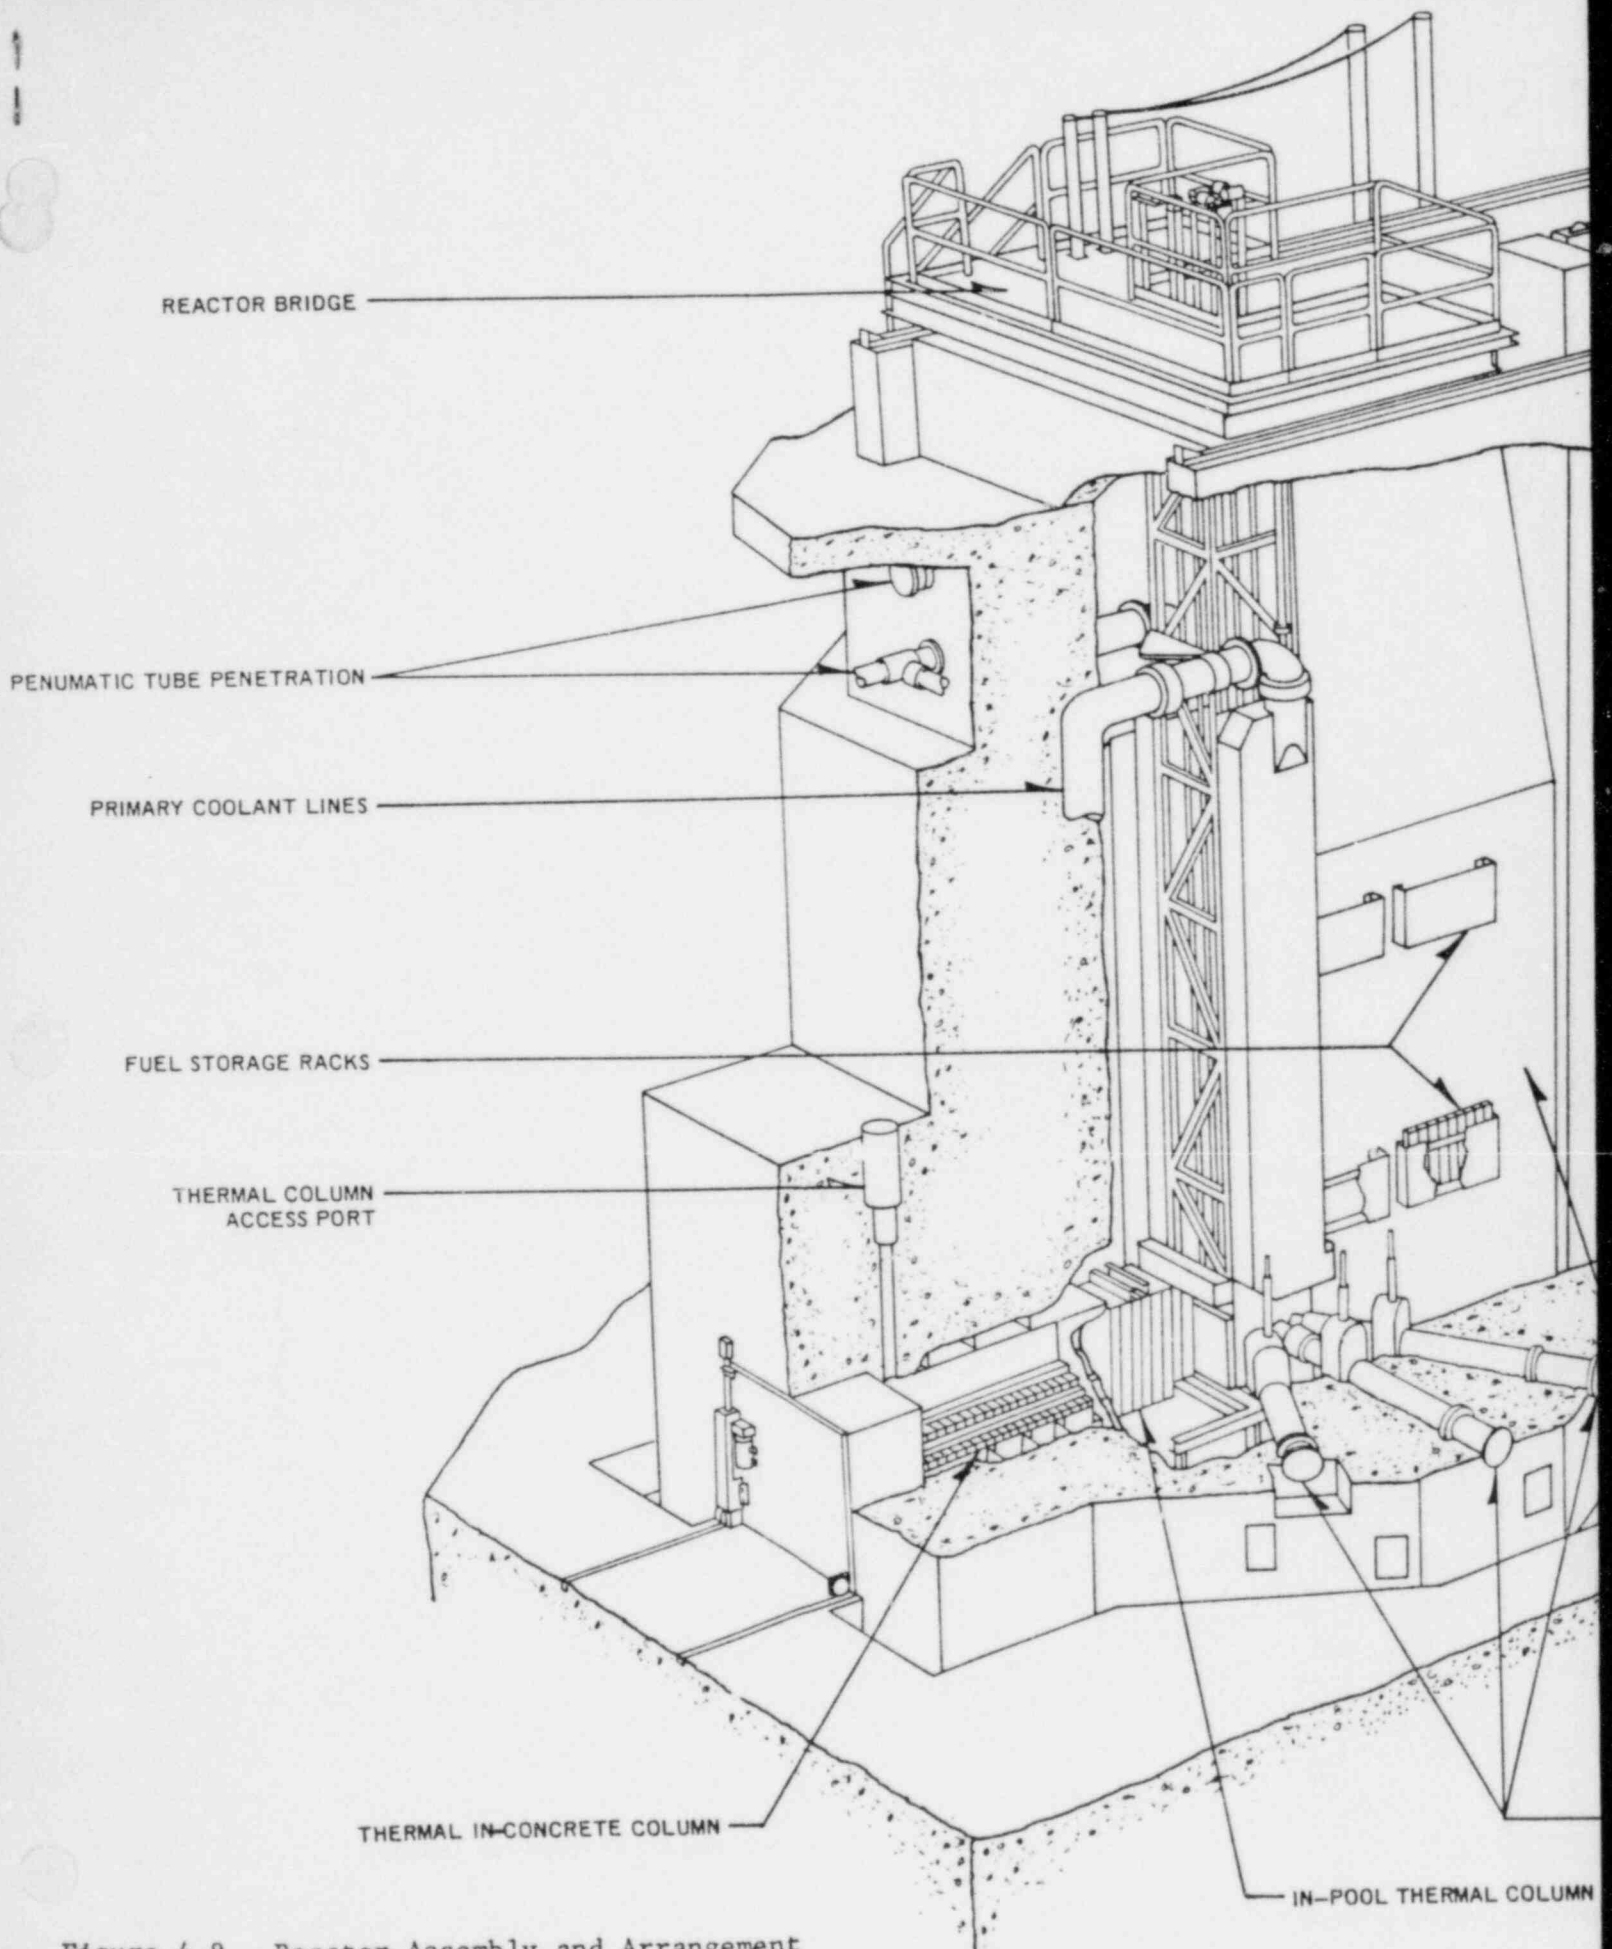 REACTOR BRIDGE
PENUMATIC TUBE PENETRATION
PRIMARY COOLANT LINES
FUEL STORAGE RACKS
THERMAL COLUMN
ACCESS PORT
THERMAL IN-CONCRETE COLUMN
IN-POOL THERMAL COLUMN
Reactor Assembly and Arrangement